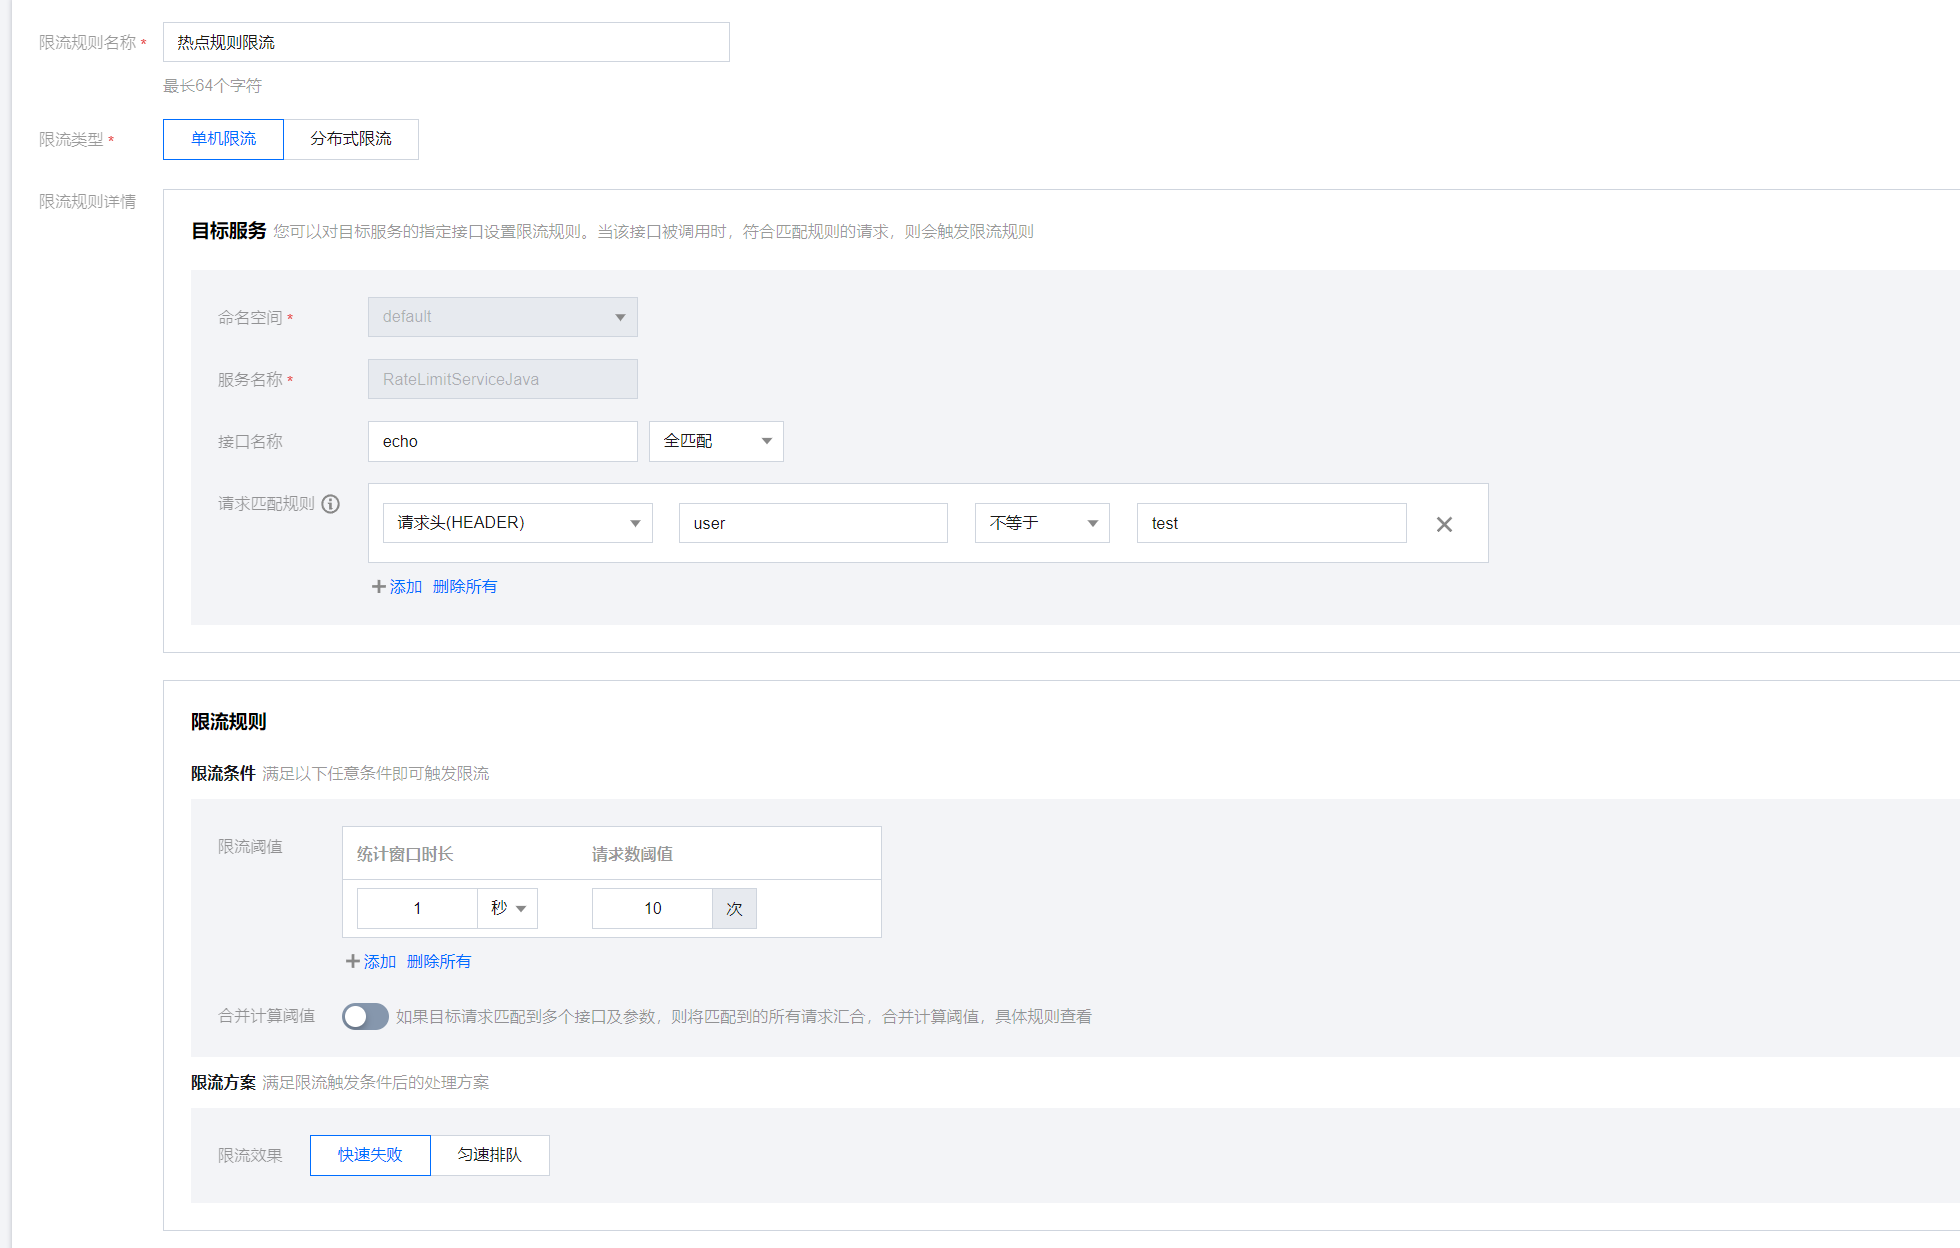 限流规则名称 * 热点规则限流
最长64个字符
限流类型 * 单机限流 分布式限流
限流规则详情
目标服务 您可以对目标服务的指定接口设置限流规则。当该接口被调用时，符合匹配规则的请求，则会触发限流规则
命名空间 * default
服务名称 * RateLimitServiceJava
接口名称 echo 全匹配
请求匹配规则 请求头(HEADER) user 不等于 test
添加 删除所有
限流规则
限流条件 满足以下任意条件即可触发限流
限流阈值 统计窗口时长 请求数阈值
1 秒 10 次
添加 删除所有
合并计算阈值 如果目标请求匹配到多个接口及参数，则将匹配到的所有请求汇合，合并计算阈值，具体规则查看
限流方案 满足限流触发条件后的处理方案
限流效果 快速失败 匀速排队